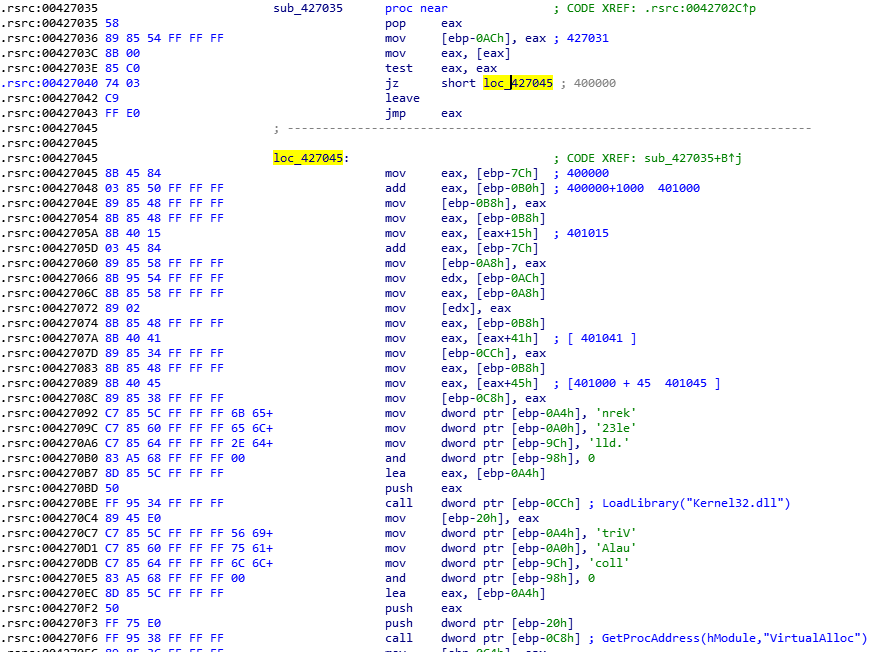 .rsrc:00427035 sub_427035 proc near ; CODE XREF: .rsrc:0042702C↑p
.rsrc:00427035 58 pop eax
.rsrc:00427036 89 85 54 FF FF FF mov [ebp-0ACh], eax ; 427031
.rsrc:0042703C 8B 00 mov eax, [eax]
.rsrc:0042703E 85 C0 test eax, eax
.rsrc:00427040 74 03 jz short loc_427045 ; 400000
.rsrc:00427042 C9 leave
.rsrc:00427043 FF E0 jmp eax
.rsrc:00427045 ; ---------------------------------------------------------------------------
.rsrc:00427045
.rsrc:00427045 loc_427045: ; CODE XREF: sub_427035+B↑j
.rsrc:00427045 8B 45 84 mov eax, [ebp-7Ch] ; 400000
.rsrc:00427048 03 85 50 FF FF FF add eax, [ebp-0B0h] ; 400000+1000 401000
.rsrc:0042704E 89 85 48 FF FF FF mov [ebp-0B8h], eax
.rsrc:00427054 8B 85 48 FF FF FF mov eax, [ebp-0B8h]
.rsrc:0042705A 8B 40 15 mov eax, [eax+15h] ; 401015
.rsrc:0042705D 03 45 84 add eax, [ebp-7Ch]
.rsrc:00427060 89 85 58 FF FF FF mov [ebp-0A8h], eax
.rsrc:00427066 8B 95 54 FF FF FF mov edx, [ebp-0ACh]
.rsrc:0042706C 8B 85 58 FF FF FF mov eax, [ebp-0A8h]
.rsrc:00427072 89 02 mov [edx], eax
.rsrc:00427074 8B 85 48 FF FF FF mov eax, [ebp-0B8h]
.rsrc:0042707A 8B 40 41 mov eax, [eax+41h] ; [ 401041 ]
.rsrc:0042707D 89 85 34 FF FF FF mov [ebp-0CCh], eax
.rsrc:00427083 8B 85 48 FF FF FF mov eax, [ebp-0B8h]
.rsrc:00427089 8B 40 45 mov eax, [eax+45h] ; [401000 + 45 401045 ]
.rsrc:0042708C 89 85 38 FF FF FF mov [ebp-0C8h], eax
.rsrc:00427092 C7 85 5C FF FF FF 6B 65+ mov dword ptr [ebp-0A4h], 'nrek'
.rsrc:0042709C C7 85 60 FF FF FF 65 6C+ mov dword ptr [ebp-0A0h], '23le'
.rsrc:004270A6 C7 85 64 FF FF FF 2E 64+ mov dword ptr [ebp-9Ch], 'lld.'
.rsrc:004270B0 83 A5 68 FF FF FF 00 and dword ptr [ebp-98h], 0
.rsrc:004270B7 8D 85 5C FF FF FF lea eax, [ebp-0A4h]
.rsrc:004270BD 50 push eax
.rsrc:004270BE FF 95 34 FF FF FF call dword ptr [ebp-0CCh] ; LoadLibrary("Kernel32.dll")
.rsrc:004270C4 89 45 E0 mov [ebp-20h], eax
.rsrc:004270C7 C7 85 5C FF FF FF 56 69+ mov dword ptr [ebp-0A4h], 'triV'
.rsrc:004270D1 C7 85 60 FF FF FF 75 61+ mov dword ptr [ebp-0A0h], 'Alau'
.rsrc:004270DB C7 85 64 FF FF FF 6C 6C+ mov dword ptr [ebp-9Ch], 'coll'
.rsrc:004270E5 83 A5 68 FF FF FF 00 and dword ptr [ebp-98h], 0
.rsrc:004270EC 8D 85 5C FF FF FF lea eax, [ebp-0A4h]
.rsrc:004270F2 50 push eax
.rsrc:004270F3 FF 75 E0 push dword ptr [ebp-20h]
.rsrc:004270F6 FF 95 38 FF FF FF call dword ptr [ebp-0C8h] ; GetProcAddress(hModule,"VirtualAlloc")